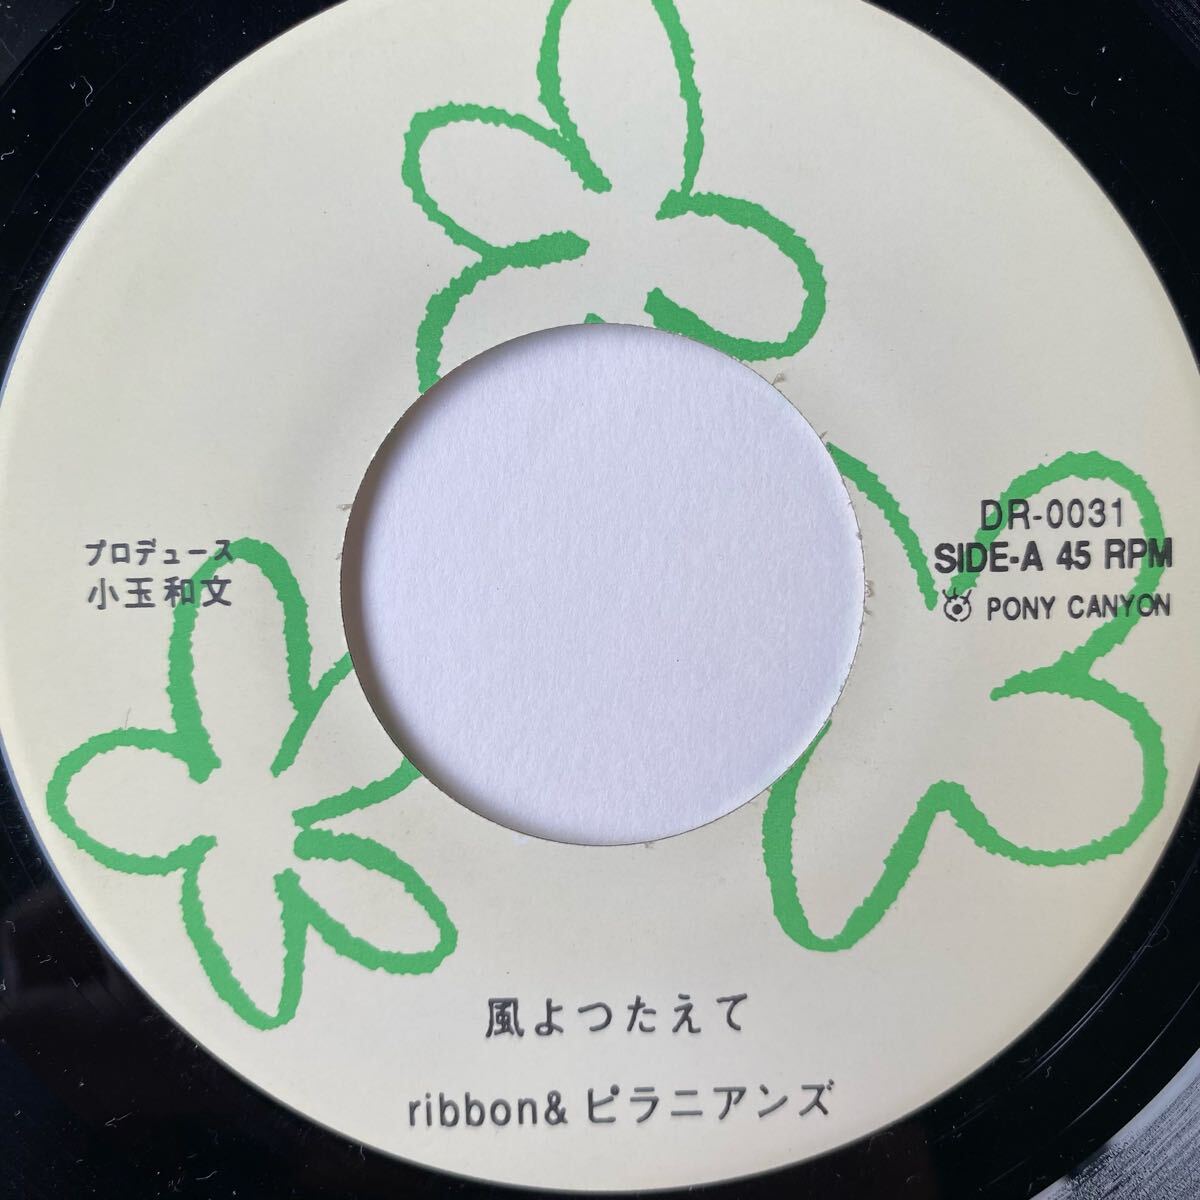 プロデュース
小玉和文
DR-0031
SIDE-A 45 RPM
PONY CANYON
風よつたえて
ribbon& ピラニアンズ